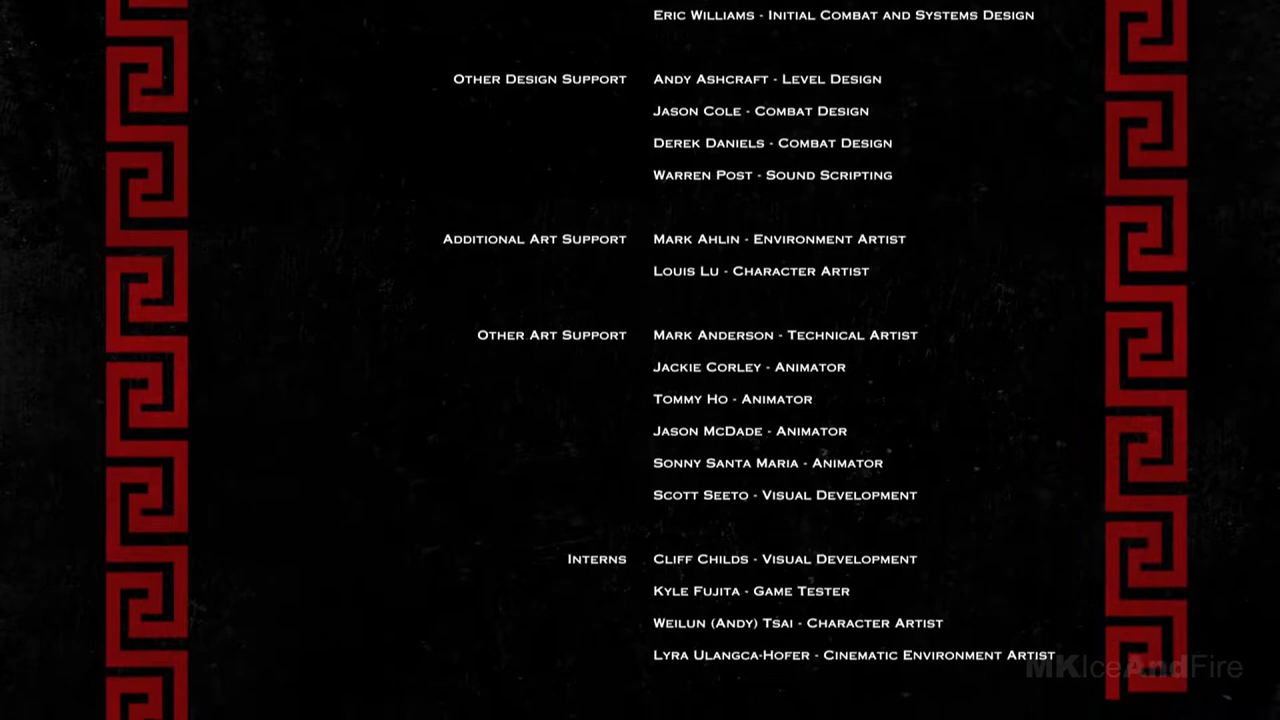 Eric Williams - Initial Combat and Systems Design
Other Design Support Andy Ashcraft - Level Design
Jason Cole - Combat Design
Derek Daniels - Combat Design
Warren Post - Sound Scripting
Additional Art Support Mark Ahlin - Environment Artist
Louis Lu - Character Artist
Other Art Support Mark Anderson - Technical Artist
Jackie Corley - Animator
Tommy Ho - Animator
Jason McDade - Animator
Sonny Santa Maria - Animator
Scott Seeto - Visual Development
Interns Cliff Childs - Visual Development
Kyle Fujita - Game Tester
Weilun (Andy) Tsai - Character Artist
Lyra Ulangca-Hofer - Cinematic Environment Artist
MKIceAndFire